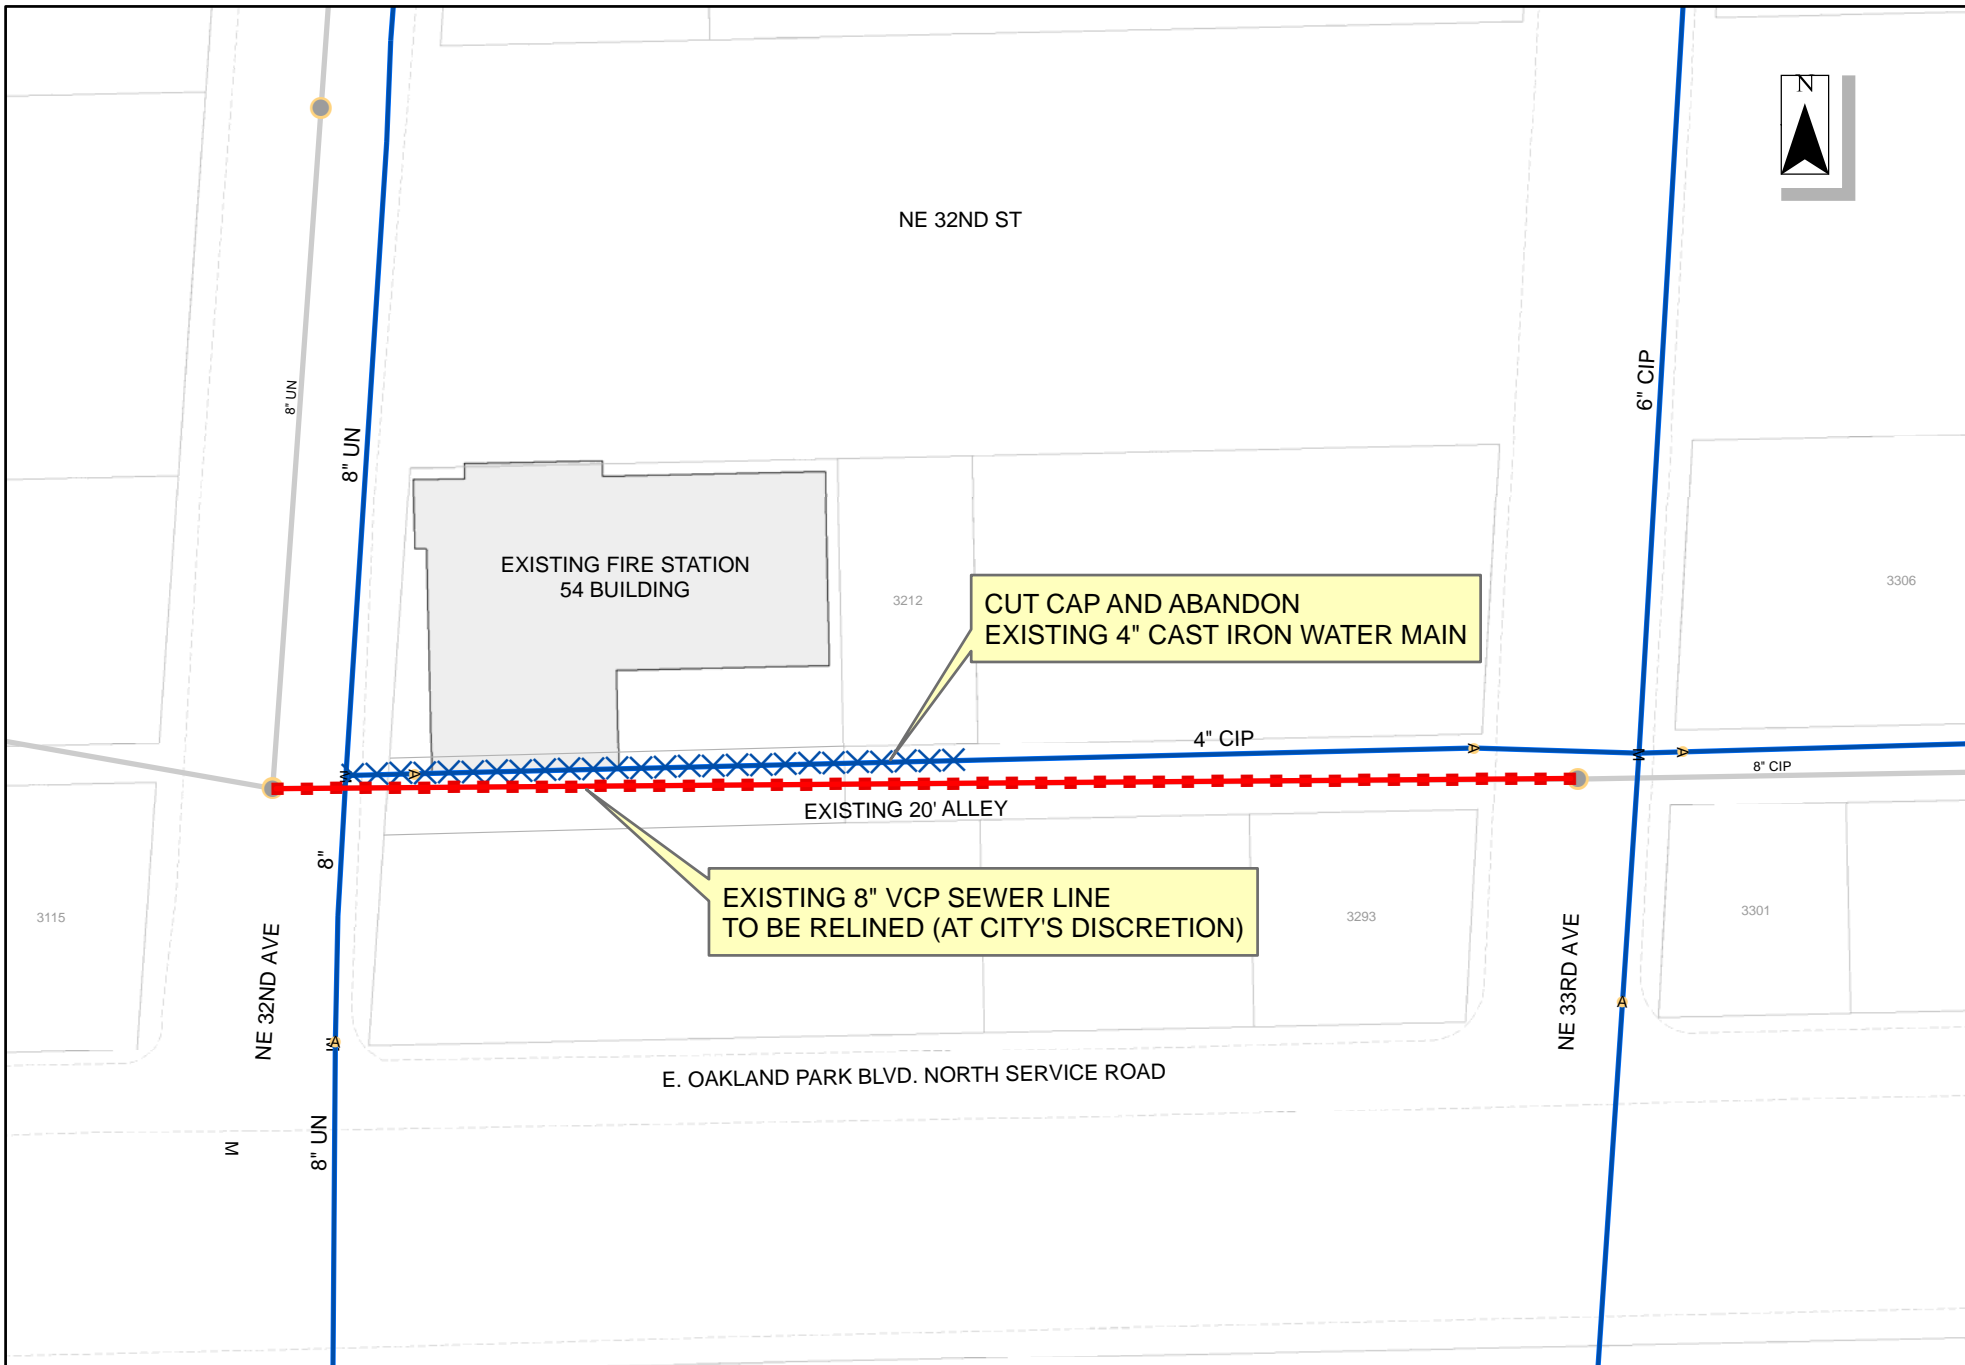 N
NE 32ND ST
8" UN
8" UN
6" CIP
EXISTING FIRE STATION
54 BUILDING
3212
3306
CUT CAP AND ABANDON
EXISTING 4" CAST IRON WATER MAIN
4" CIP
A
A
M
A
M
8" CIP
EXISTING 20' ALLEY
8"
EXISTING 8" VCP SEWER LINE
TO BE RELINED (AT CITY'S DISCRETION)
3115
3293
3301
NE 32ND AVE
NE 33RD AVE
A
M
A
E. OAKLAND PARK BLVD. NORTH SERVICE ROAD
8" UN
M